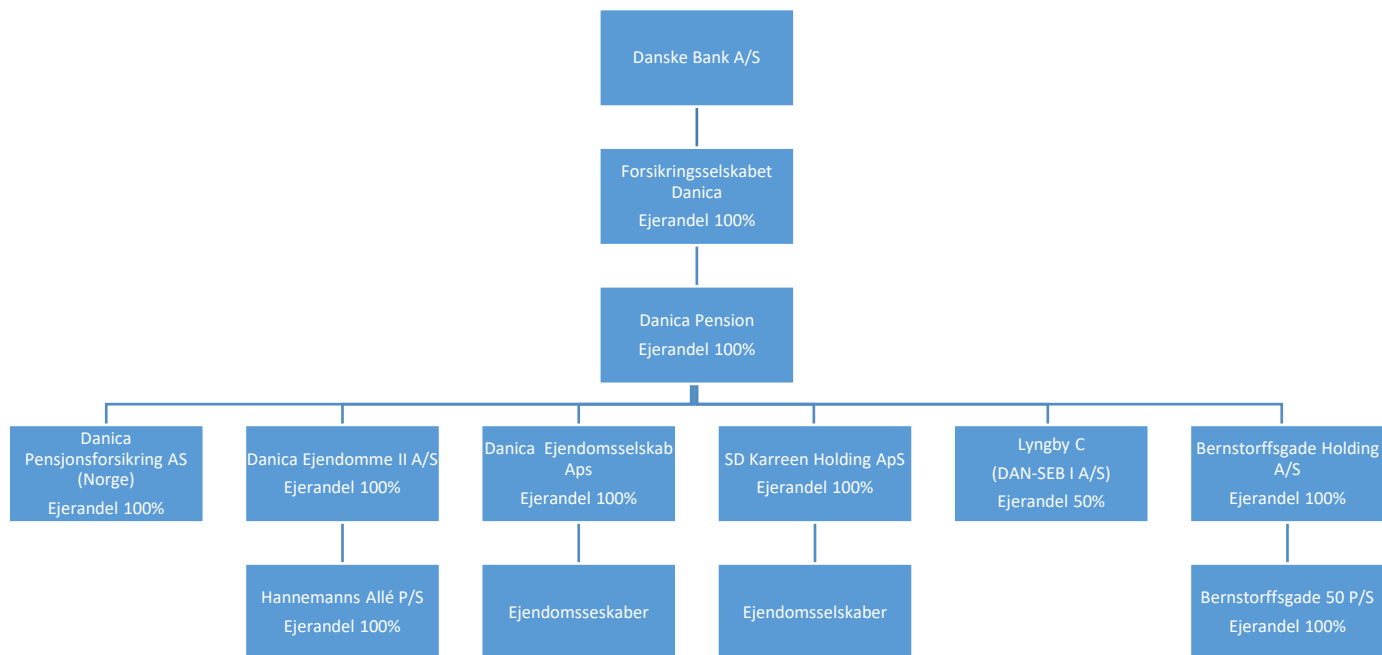 Danske Bank A/S
Forsikringsselskabet
Danica
Ejerandel 100%
Danica Pension
Ejerandel 100%
Danica
Pensjonsforsikring AS
(Norge)
Ejerandel 100%
Danica Ejendomme II A/S
Ejerandel 100%
Danica Ejendomsselskab
Aps
Ejerandel 100%
SD Karreen Holding ApS
Ejerandel 100%
Lyngby C
(DAN-SEB I A/S)
Ejerandel 50%
Bernstorffsgade Holding
A/S
Ejerandel 100%
Hannemanns Allé P/S
Ejerandel 100%
Ejendomsseskaber
Ejendomsselskaber
Bernstorffsgade 50 P/S
Ejerandel 100%